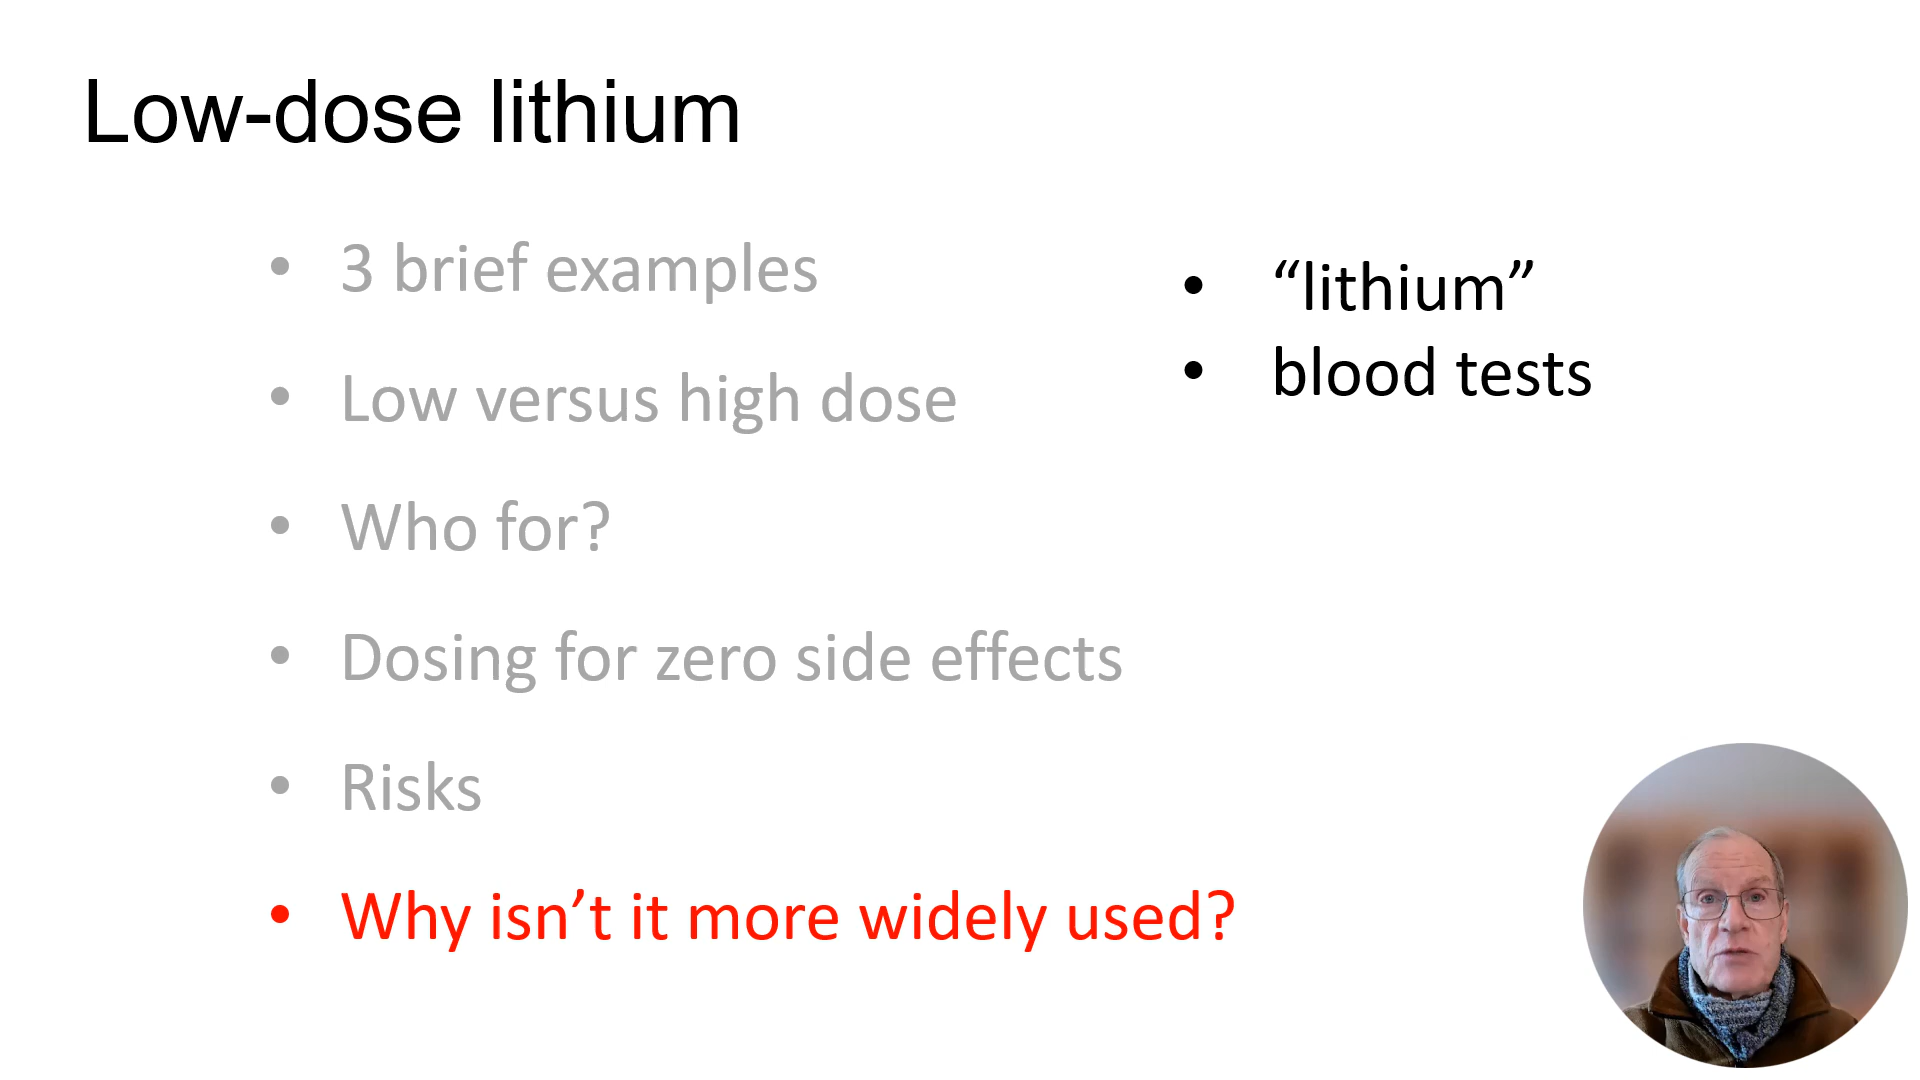 Low-dose lithium
• 3 brief examples
• Low versus high dose
• Who for?
• Dosing for zero side effects
• Risks
• Why isn’t it more widely used?
• “lithium”
• blood tests